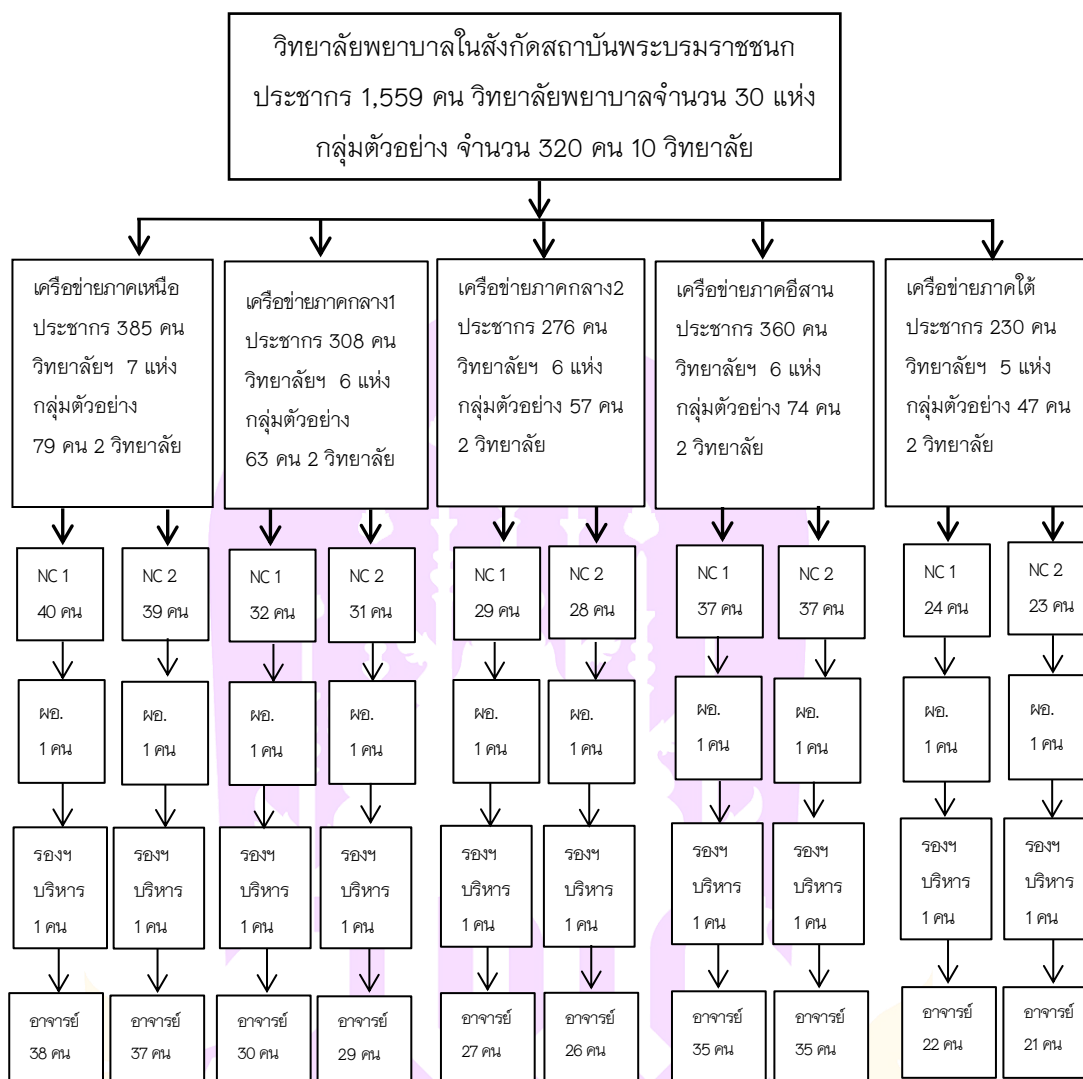 วิทยาลัยพยาบาลในสังกัดสถาบันพระบรมราชชนก
ประชากร 1,559 คน วิทยาลัยพยาบาลจำนวน 30 แห่ง
กลุ่มตัวอย่าง จำนวน 320 คน 10 วิทยาลัย
เครือข่ายภาคเหนือ
ประชากร 385 คน
วิทยาลัยฯ 7 แห่ง
กลุ่มตัวอย่าง
79 คน 2 วิทยาลัย
เครือข่ายภาคกลาง1
ประชากร 308 คน
วิทยาลัยฯ 6 แห่ง
กลุ่มตัวอย่าง
63 คน 2 วิทยาลัย
เครือข่ายภาคกลาง2
ประชากร 276 คน
วิทยาลัยฯ 6 แห่ง
กลุ่มตัวอย่าง 57 คน
2 วิทยาลัย
เครือข่ายภาคอีสาน
ประชากร 360 คน
วิทยาลัยฯ 6 แห่ง
กลุ่มตัวอย่าง 74 คน
2 วิทยาลัย
เครือข่ายภาคใต้
ประชากร 230 คน
วิทยาลัยฯ 5 แห่ง
กลุ่มตัวอย่าง 47 คน
2 วิทยาลัย
NC 1
40 คน
NC 2
39 คน
NC 1
32 คน
NC 2
31 คน
NC 1
29 คน
NC 2
28 คน
NC 1
37 คน
NC 2
37 คน
NC 1
24 คน
NC 2
23 คน
ผอ.
1 คน
ผอ.
1 คน
ผอ.
1 คน
ผอ.
1 คน
ผอ.
1 คน
ผอ.
1 คน
ผอ.
1 คน
ผอ.
1 คน
ผอ.
1 คน
ผอ.
1 คน
รองฯ
บริหาร
1 คน
รองฯ
บริหาร
1 คน
รองฯ
บริหาร
1 คน
รองฯ
บริหาร
1 คน
รองฯ
บริหาร
1 คน
รองฯ
บริหาร
1 คน
รองฯ
บริหาร
1 คน
รองฯ
บริหาร
1 คน
รองฯ
บริหาร
1 คน
รองฯ
บริหาร
1 คน
อาจารย์
38 คน
อาจารย์
37 คน
อาจารย์
30 คน
อาจารย์
29 คน
อาจารย์
27 คน
อาจารย์
26 คน
อาจารย์
35 คน
อาจารย์
35 คน
อาจารย์
22 คน
อาจารย์
21 คน